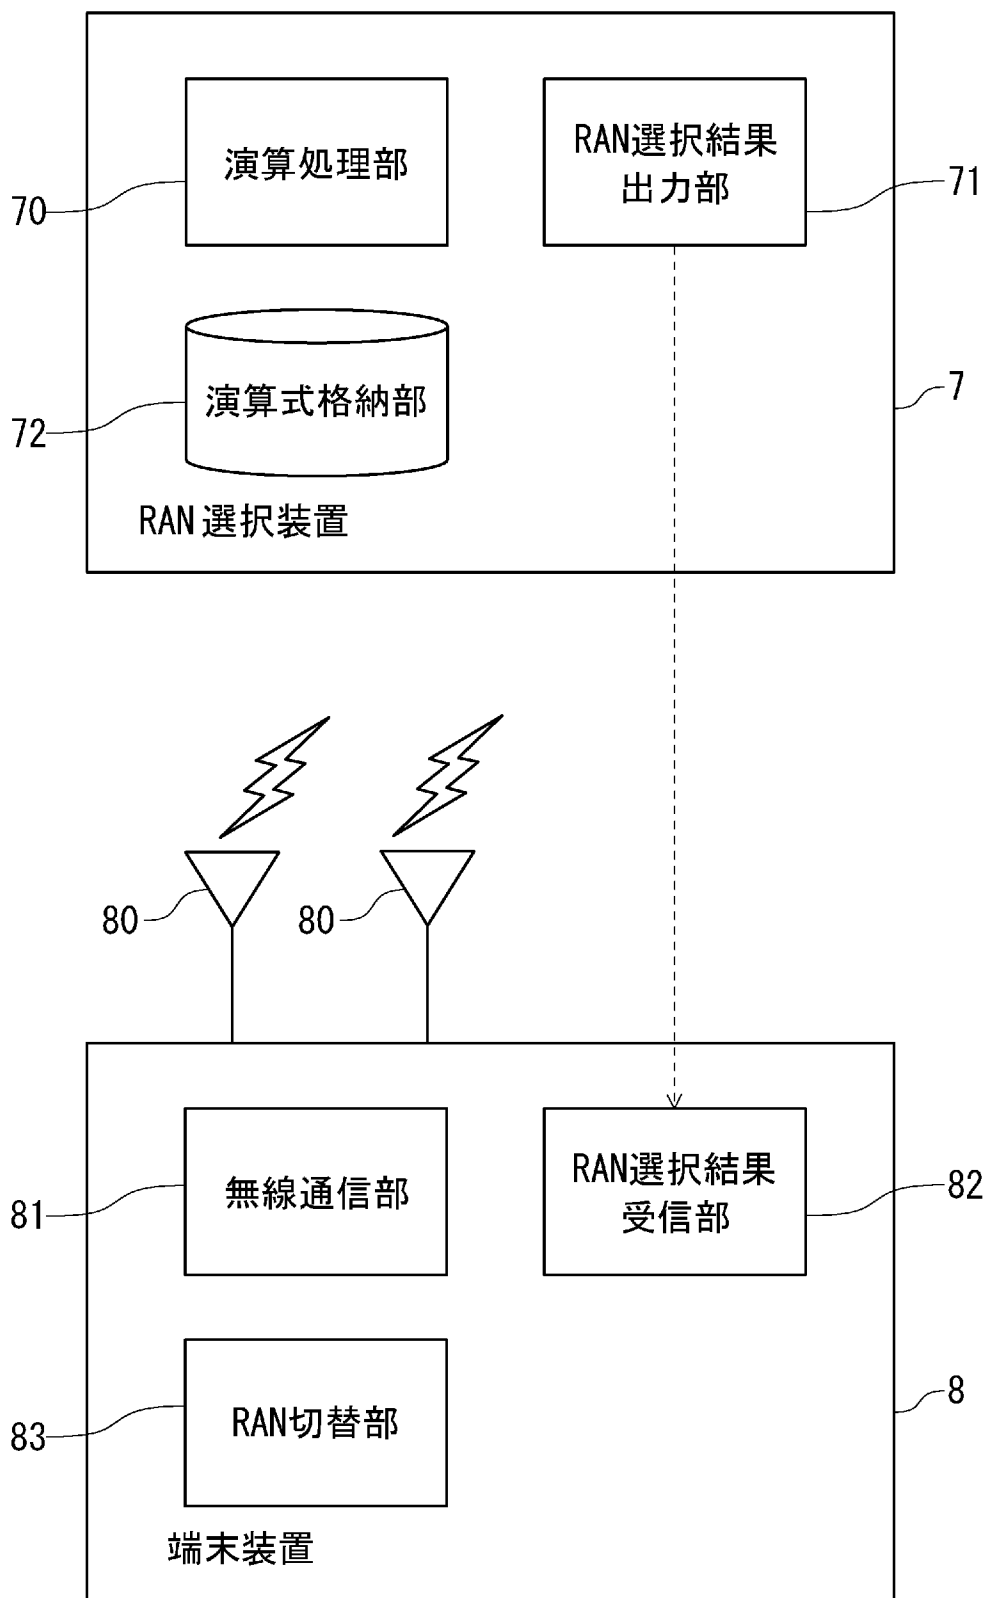 演算処理部
RAN選択結果
出力部
70
71
演算式格納部
72
7
RAN 選択装置
80
80
無線通信部
RAN選択結果
受信部
81
82
RAN切替部
83
8
端末装置